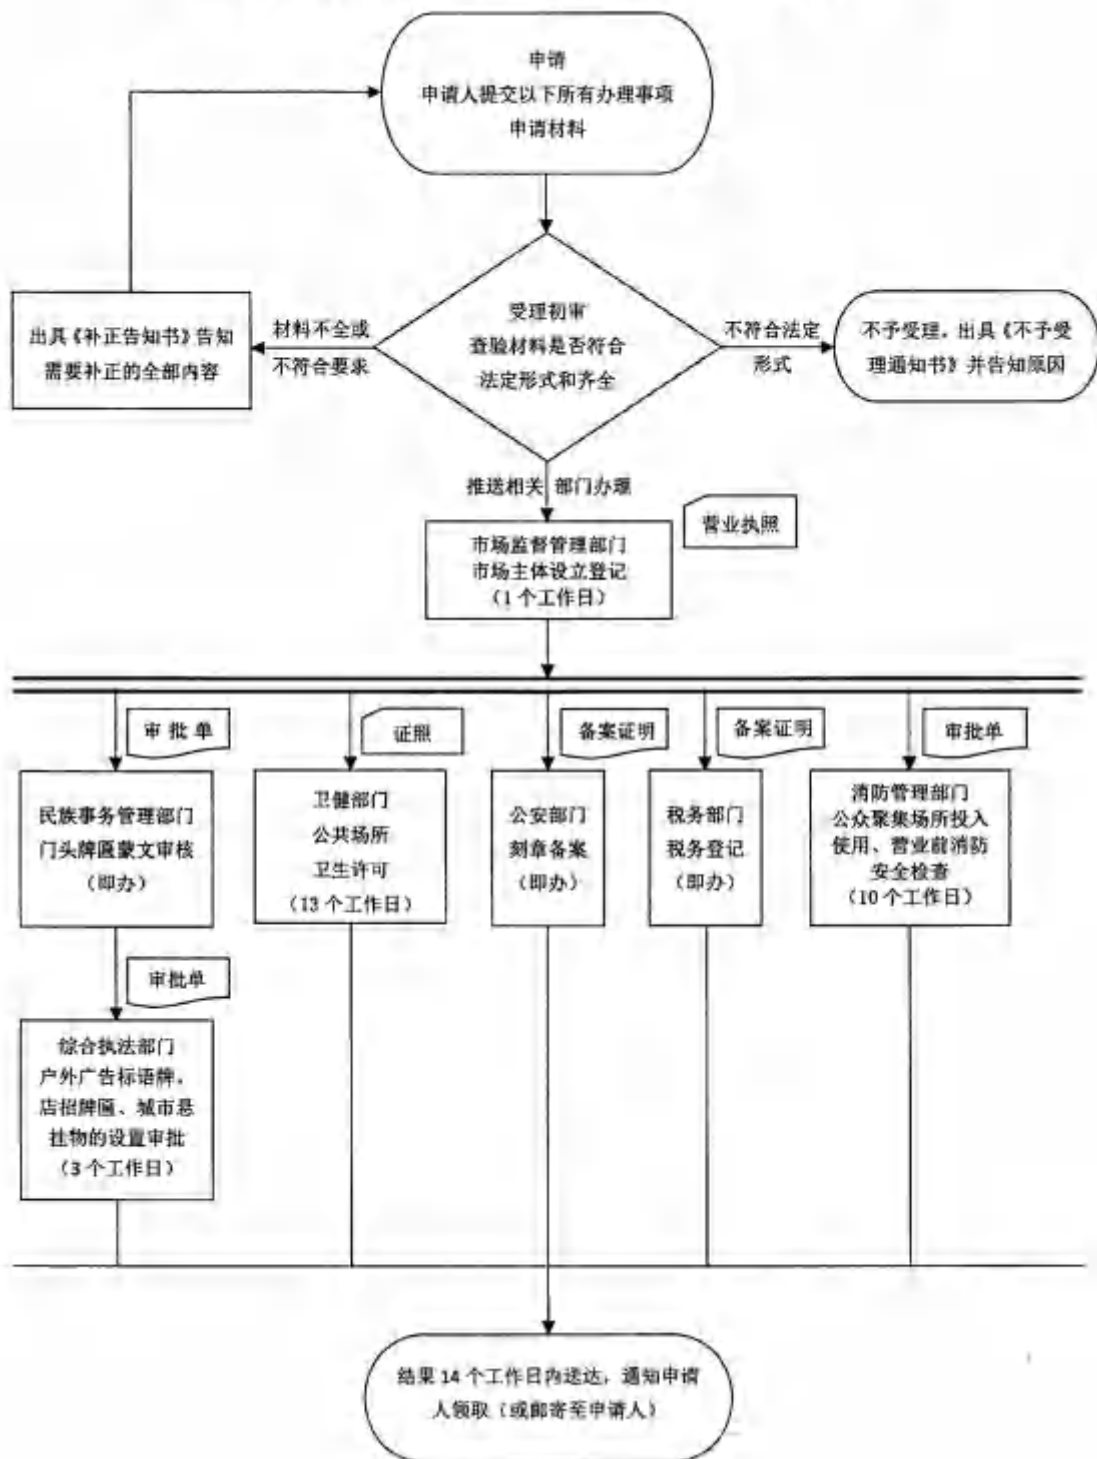 申请
申请人提交以下所有办理事项
申请材料
出具《补正告知书》告知
需要补正的全部内容
材料不全或
不符合要求
受理初审
查验材料是否符合
法定形式和齐全
不符合法定
形式
不予受理，出具《不予受
理通知书》并告知原因
推送相关 部门办理
营业执照
市场监督管理部门
市场主体设立登记
（1 个工作日）
审 批 单
证照
备案证明
备案证明
审批单
民族事务管理部门
门头牌匾蒙文审核
（即办）
卫健部门
公共场所
卫生许可
（13 个工作日）
公安部门
刻章备案
（即办）
税务部门
税务登记
（即办）
消防管理部门
公众聚集场所投入
使用、营业前消防
安全检查
（10 个工作日）
审批单
综合执法部门
户外广告标语牌，
店招牌匾、城市悬
挂物的设置审批
（3 个工作日）
结果 14 个工作日内送达，通知申请
人领取（或邮寄至申请人）